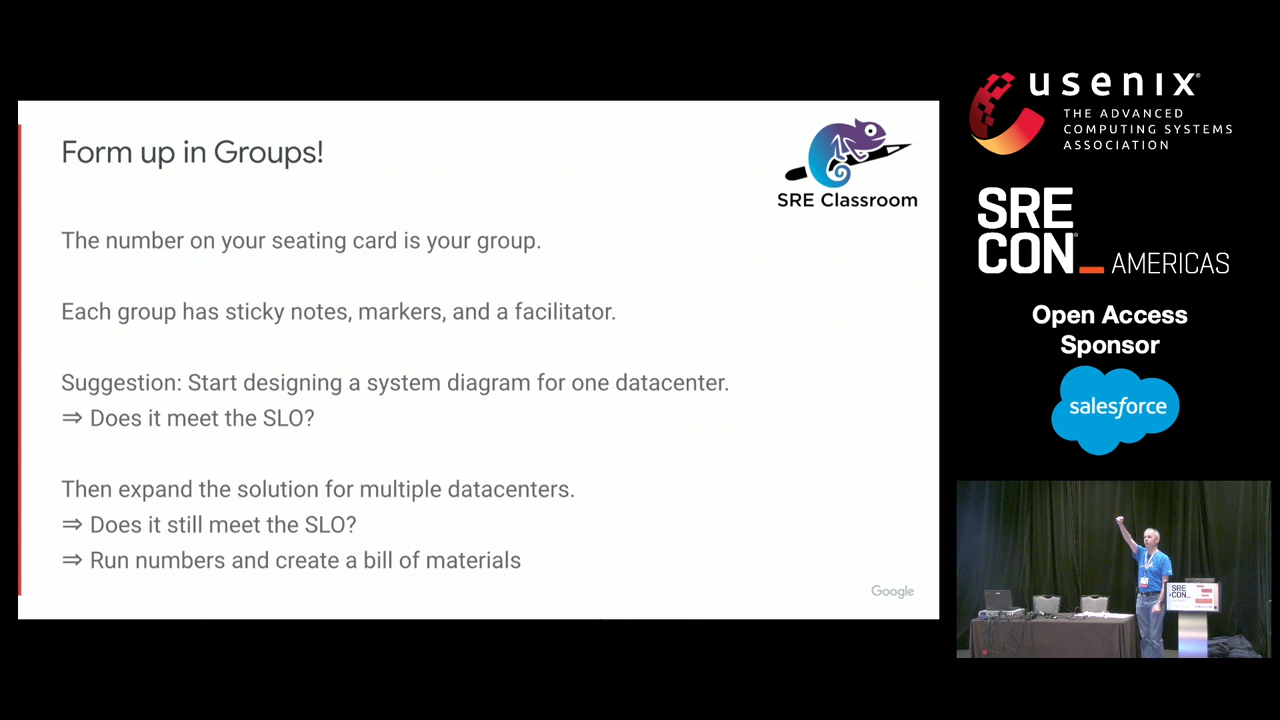 Form up in Groups!
SRE Classroom
The number on your seating card is your group.
Each group has sticky notes, markers, and a facilitator.
Suggestion: Start designing a system diagram for one datacenter.
⇒ Does it meet the SLO?
Then expand the solution for multiple datacenters.
⇒ Does it still meet the SLO?
⇒ Run numbers and create a bill of materials
Google
usenix®
THE ADVANCED
COMPUTING SYSTEMS
ASSOCIATION
SRE
CON AMERICAS
Open Access
Sponsor
salesforce
SRE
CON